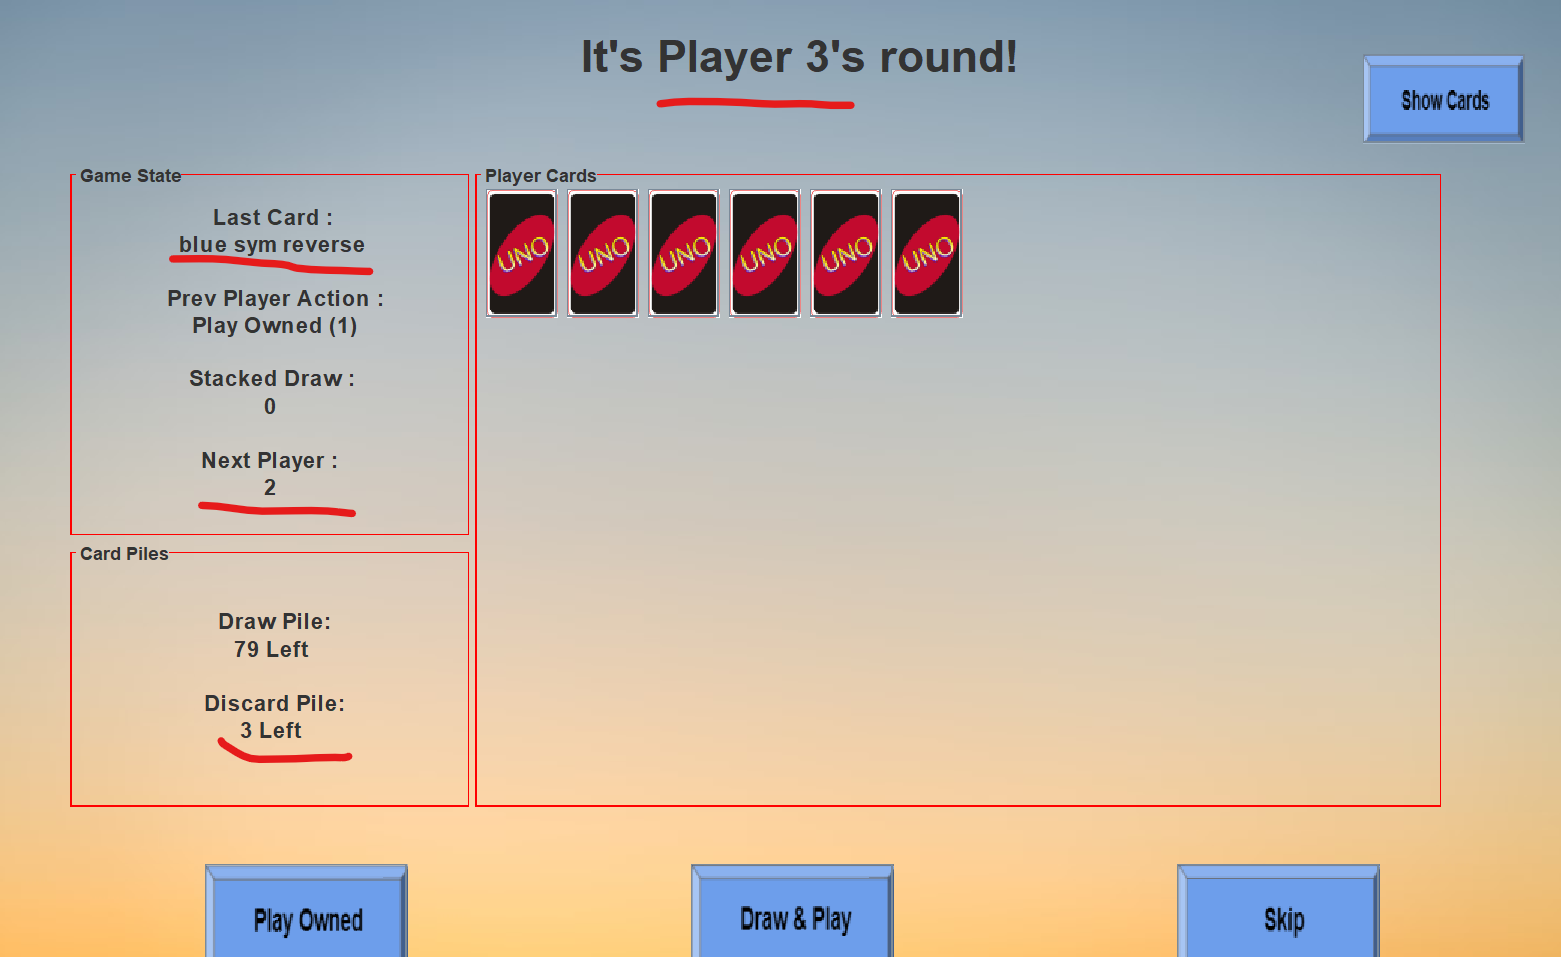 It's Player 3's round!
Show Cards
Game State
Last Card :
blue sym reverse
Prev Player Action :
Play Owned (1)
Stacked Draw :
0
Next Player :
2
Player Cards
UNO UNO UNO UNO UNO UNO
Card Piles
Draw Pile:
79 Left
Discard Pile:
3 Left
Play Owned
Draw & Play
Skip